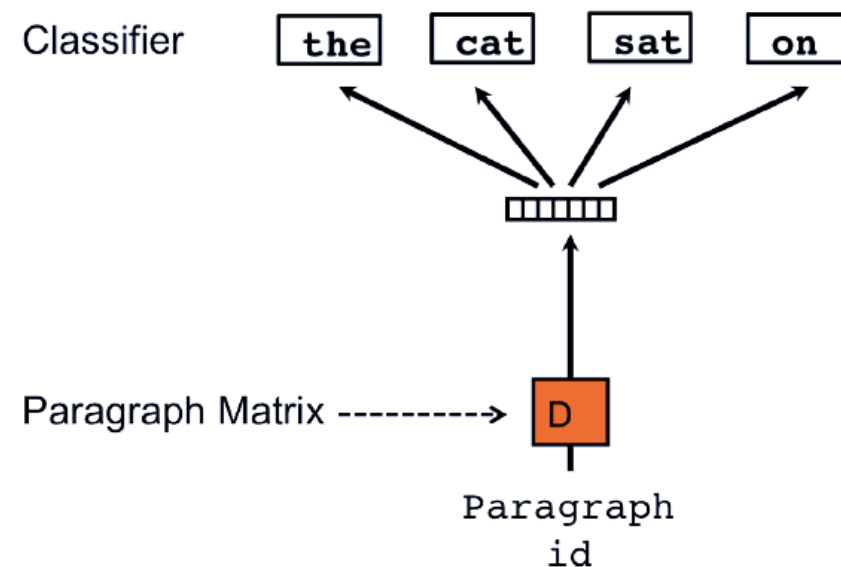 Classifier the cat sat on
Paragraph Matrix D
Paragraph
id